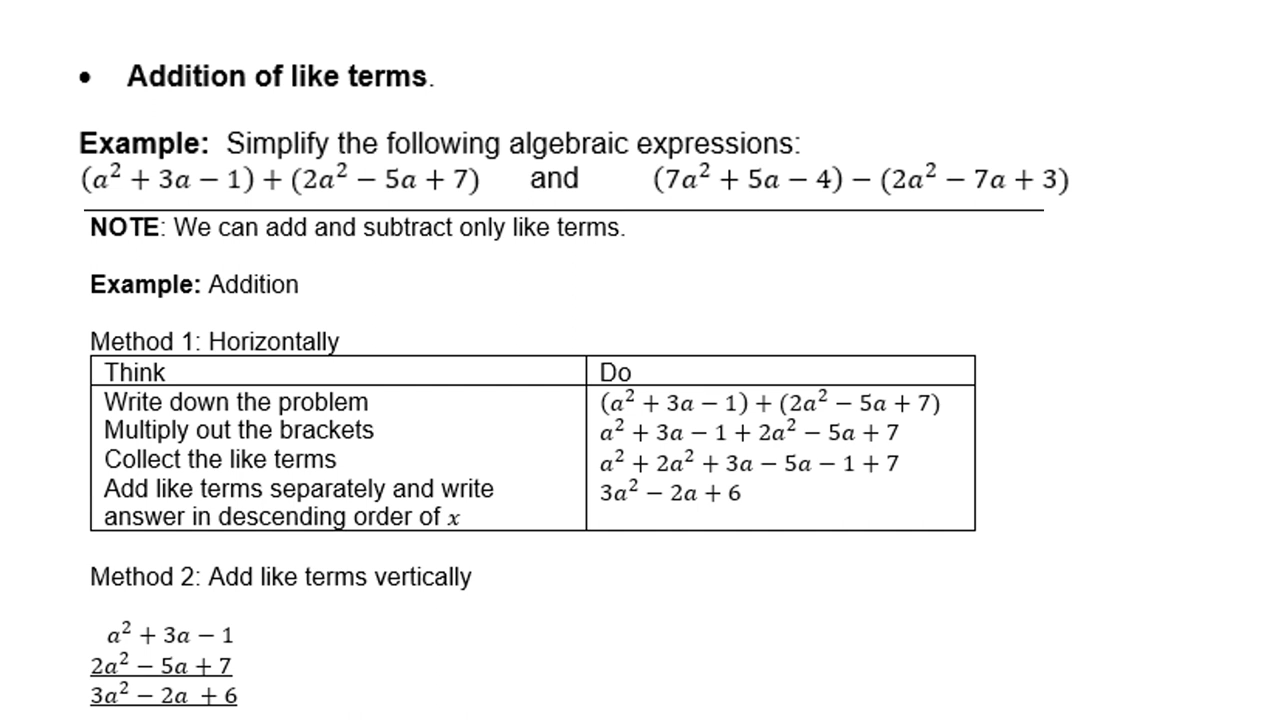 • Addition of like terms.
Example: Simplify the following algebraic expressions:
(a² + 3a − 1) + (2a² − 5a + 7) and (7a² + 5a − 4) − (2a² − 7a + 3)
NOTE: We can add and subtract only like terms.
Example: Addition
Method 1: Horizontally
Think Do
Write down the problem (a² + 3a − 1) + (2a² − 5a + 7)
Multiply out the brackets a² + 3a − 1 + 2a² − 5a + 7
Collect the like terms a² + 2a² + 3a − 5a − 1 + 7
Add like terms separately and write 3a² − 2a + 6
answer in descending order of x
Method 2: Add like terms vertically
a² + 3a − 1
2a² − 5a + 7
3a² − 2a + 6